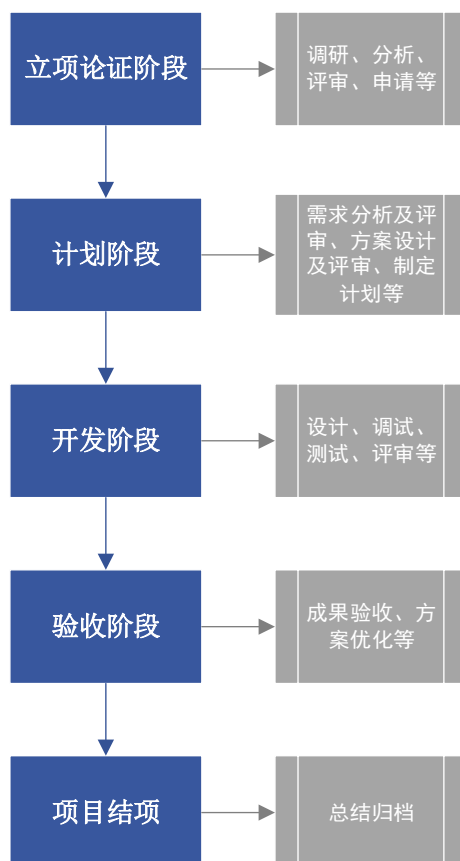 立项论证阶段
调研、分析、
评审、申请等
计划阶段
需求分析及评
审、方案设计
及评审、制定
计划等
开发阶段
设计、调试、
测试、评审等
验收阶段
成果验收、方
案优化等
项目结项
总结归档